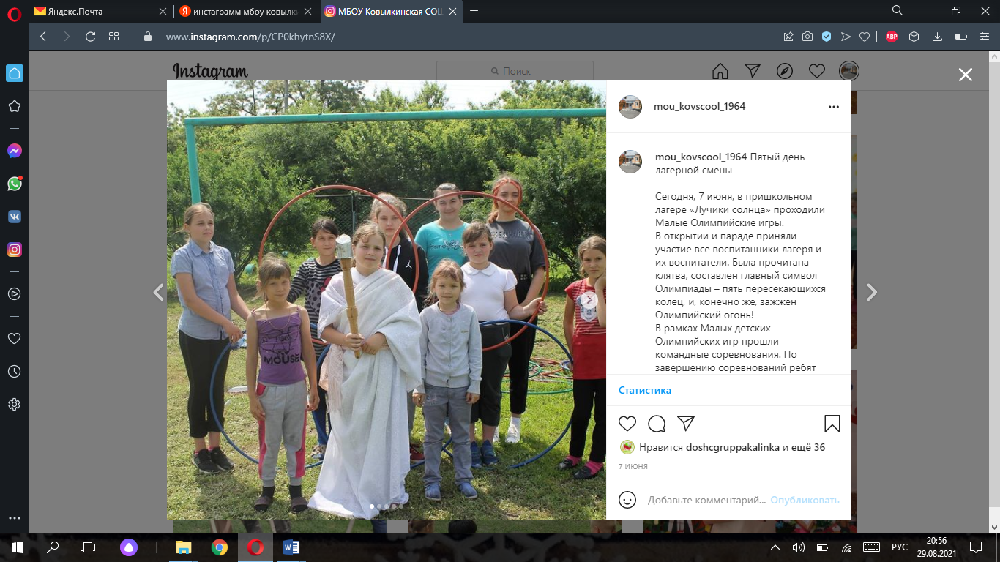 Яндекс.Почта
инстаграмм мбоу ковылки
МБОУ Ковылкинская СОШ
www.instagram.com/p/CP0khytnS8X/
ABP
Instagram
Поиск
mou_kovscool_1964
mou_kovscool_1964 Пятый день
лагерной смены
Сегодня, 7 июня, в пришкольном
лагере «Лучики солнца» проходили
Малые Олимпийские игры.
В открытии и параде приняли
участие все воспитанники лагеря и
их воспитатели. Была прочитана
клятва, составлен главный символ
Олимпиады – пять пересекающихся
колец, и, конечно же, зажжен
Олимпийский огонь!
В рамках Малых детских
Олимпийских игр прошли
командные соревнования. По
завершению соревнований ребят
Статистика
Нравится doshcgruppakalinka и ещё 36
7 ИЮНЯ
Добавьте комментарий... Опубликовать
MOUSE
РУС
20:56
29.08.2021